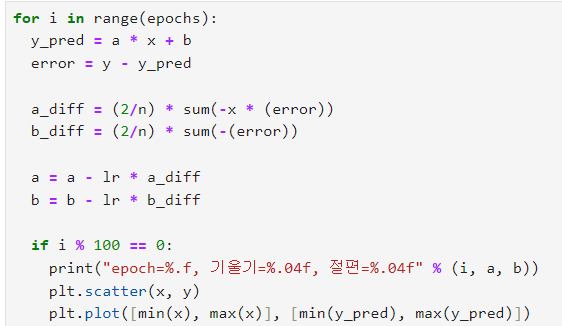 for i in range(epochs):
  y_pred = a * x + b
  error = y - y_pred

  a_diff = (2/n) * sum(-x * (error))
  b_diff = (2/n) * sum(-(error))

  a = a - lr * a_diff
  b = b - lr * b_diff

  if i % 100 == 0:
    print("epoch=%.f, 기울기=%.04f, 절편=%.04f" % (i, a, b))
    plt.scatter(x, y)
    plt.plot([min(x), max(x)], [min(y_pred), max(y_pred)])